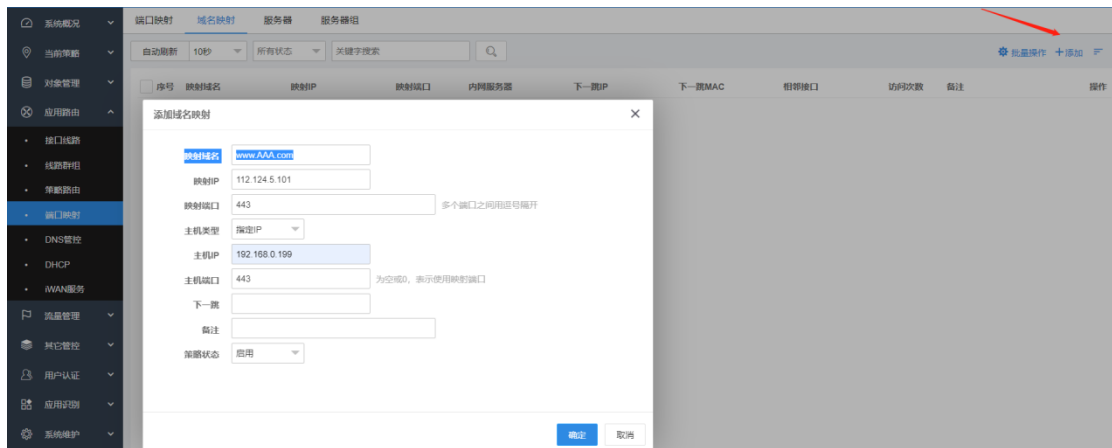 系统概况
当前策略
对象管理
应用路由
接口线路
线路群组
策略路由
端口映射
DNS管控
DHCP
iWAN服务
流量管理
其它管控
用户认证
应用识别
系统维护
端口映射 域名映射 服务器 服务器组
自动刷新 10秒 所有状态 关键字搜索 批量操作 添加
序号 映射域名 映射IP 映射端口 内网服务器 下一跳IP 下一跳MAC 相邻接口 访问次数 备注 操作
添加域名映射
映射域名 www.AAA.com
映射IP 112.124.5.101
映射端口 443 多个端口之间用逗号隔开
主机类型 指定IP
主机IP 192.168.0.199
主机端口 443 为空或0，表示使用映射端口
下一跳
备注
策略状态 启用
确定 取消